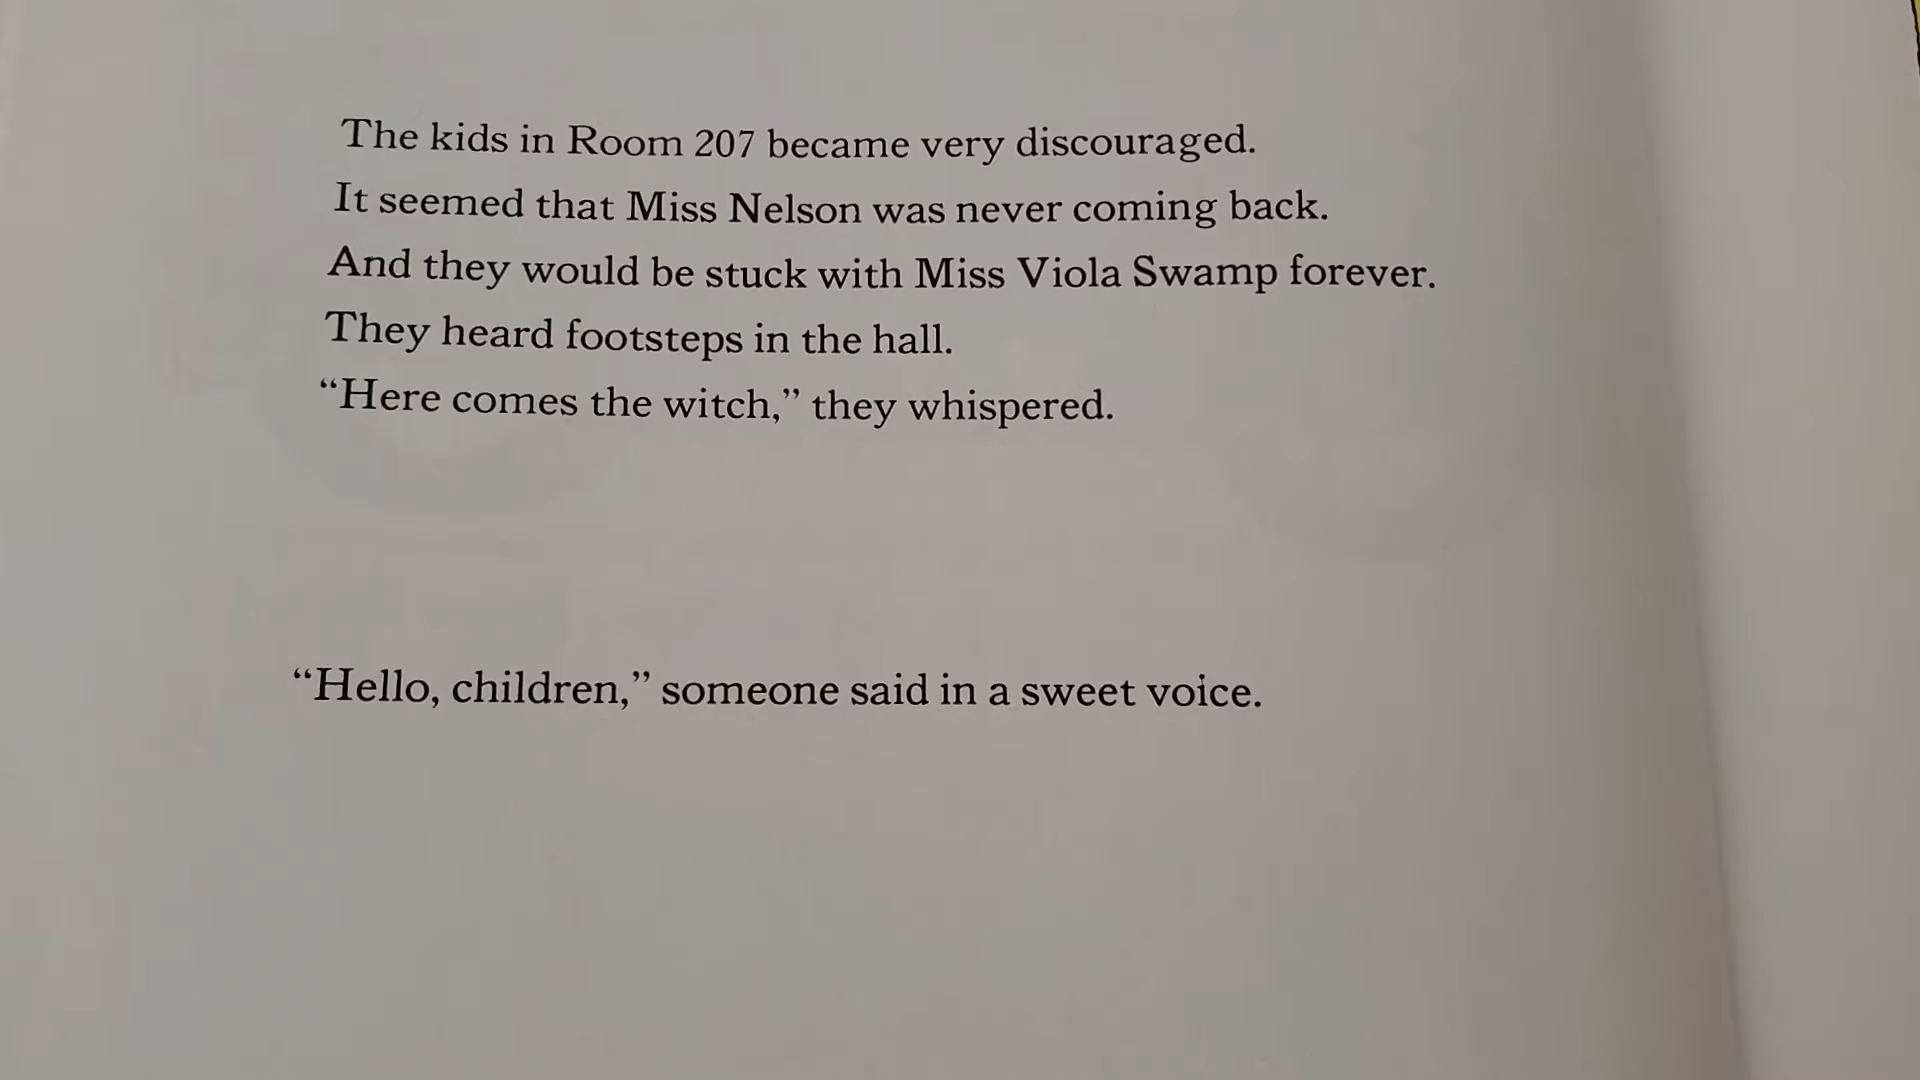 The kids in Room 207 became very discouraged.
It seemed that Miss Nelson was never coming back.
And they would be stuck with Miss Viola Swamp forever.
They heard footsteps in the hall.
“Here comes the witch,” they whispered.
“Hello, children,” someone said in a sweet voice.